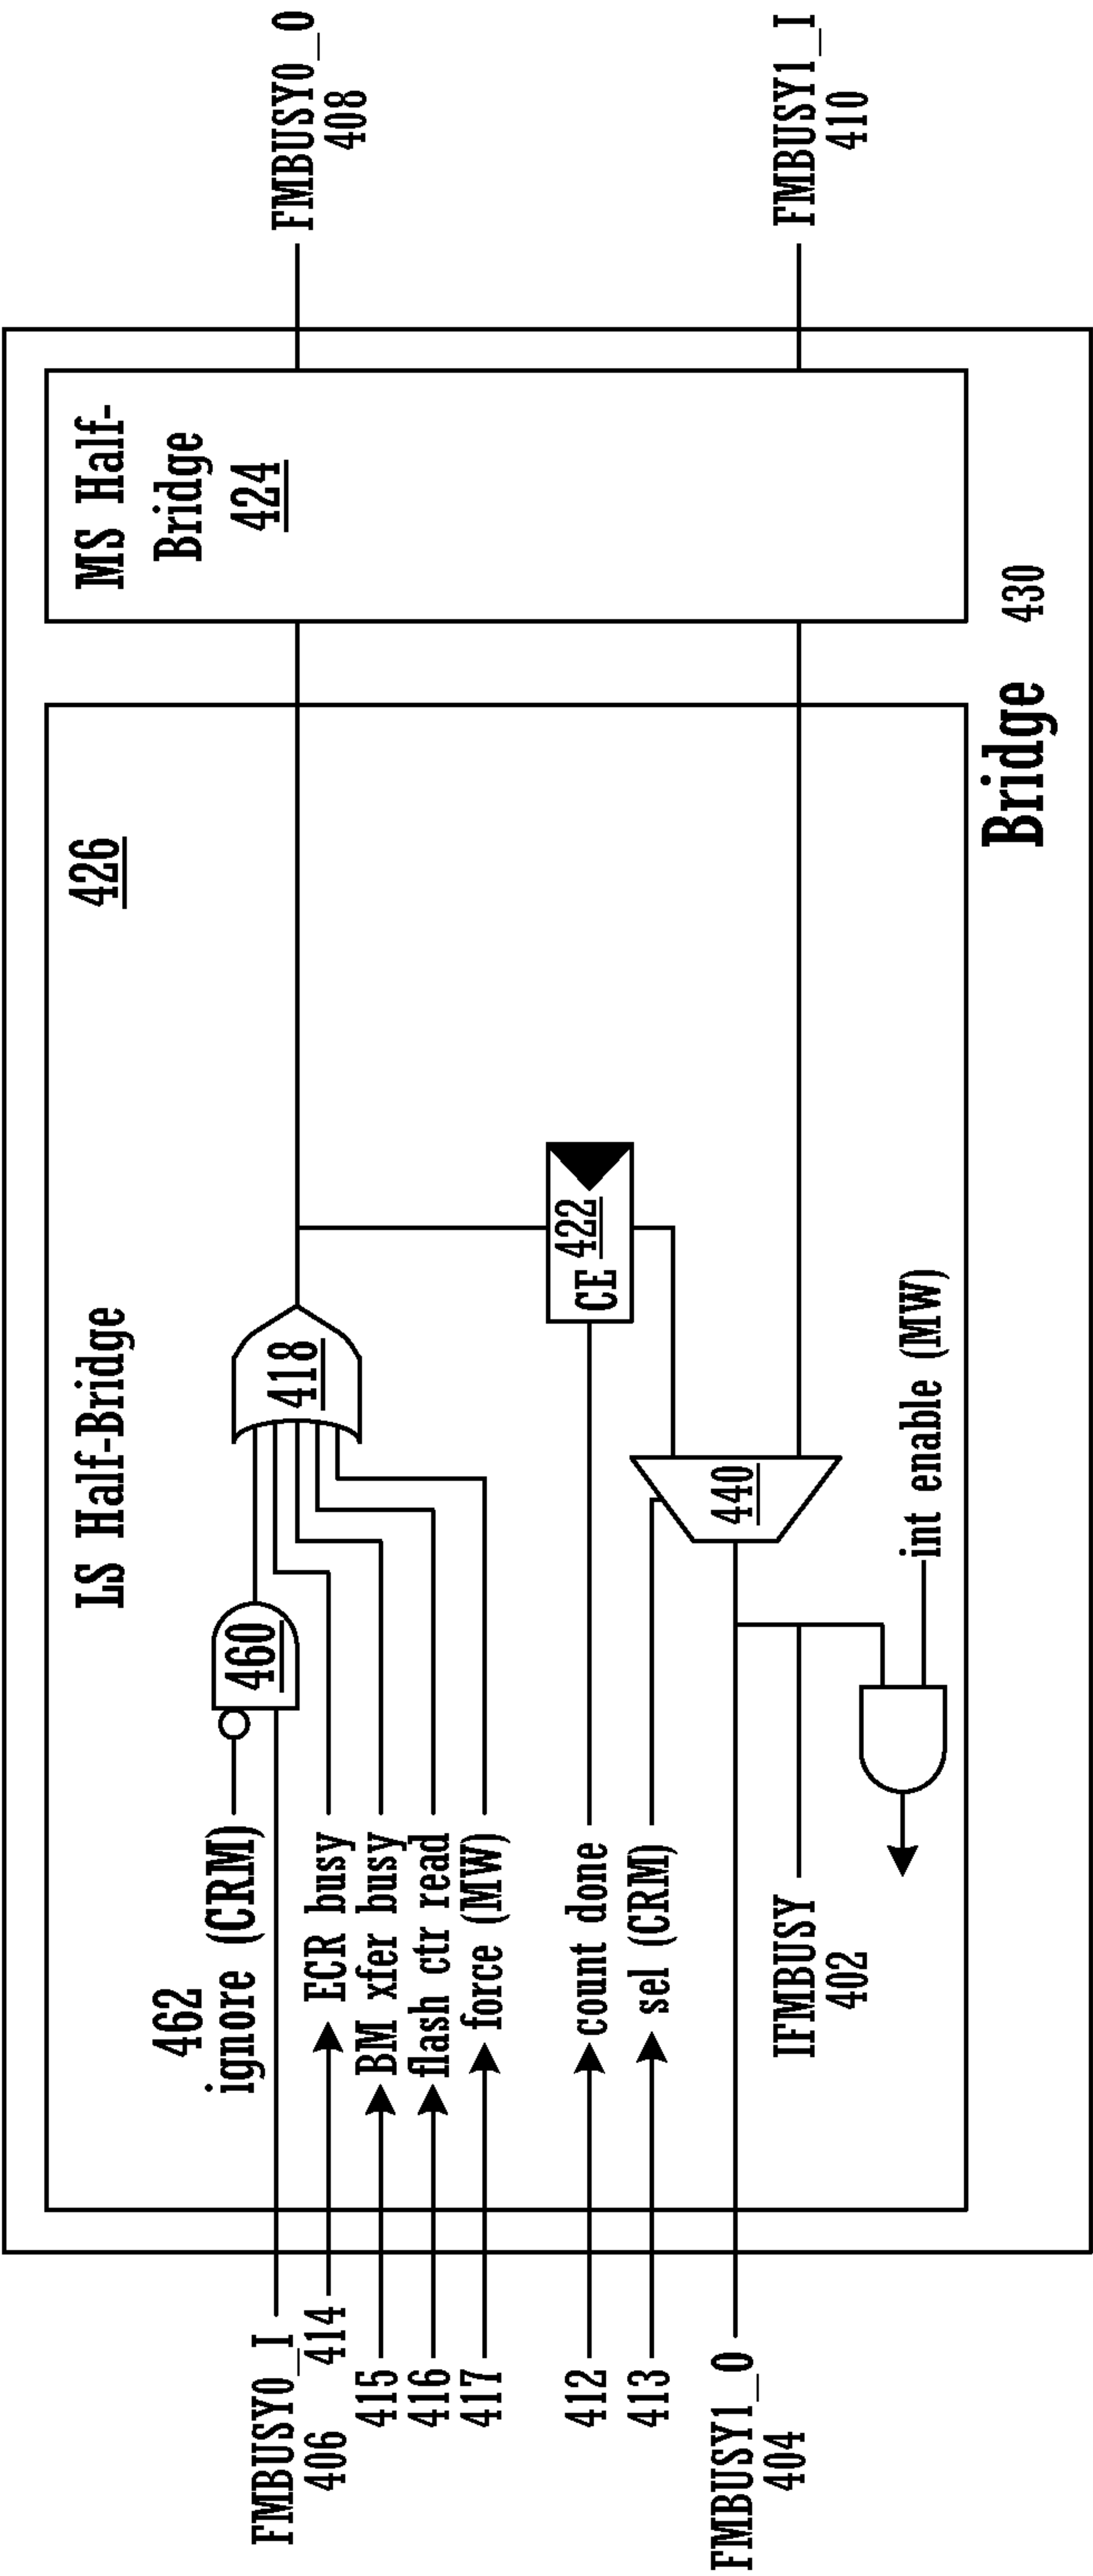 LS Half-Bridge
426
MS Half-
Bridge
424
462
ignore (CRM)
460
418
FMBUSY0_I
406
414
ECR busy
415
BM xfer busy
416
flash ctr read
417
force (MW)
FMBUSY0_O
408
412
count done
CE
422
413
sel (CRM)
440
FMBUSY1_O
404
IFMBUSY
402
int enable (MW)
FMBUSY1_I
410
Bridge
430